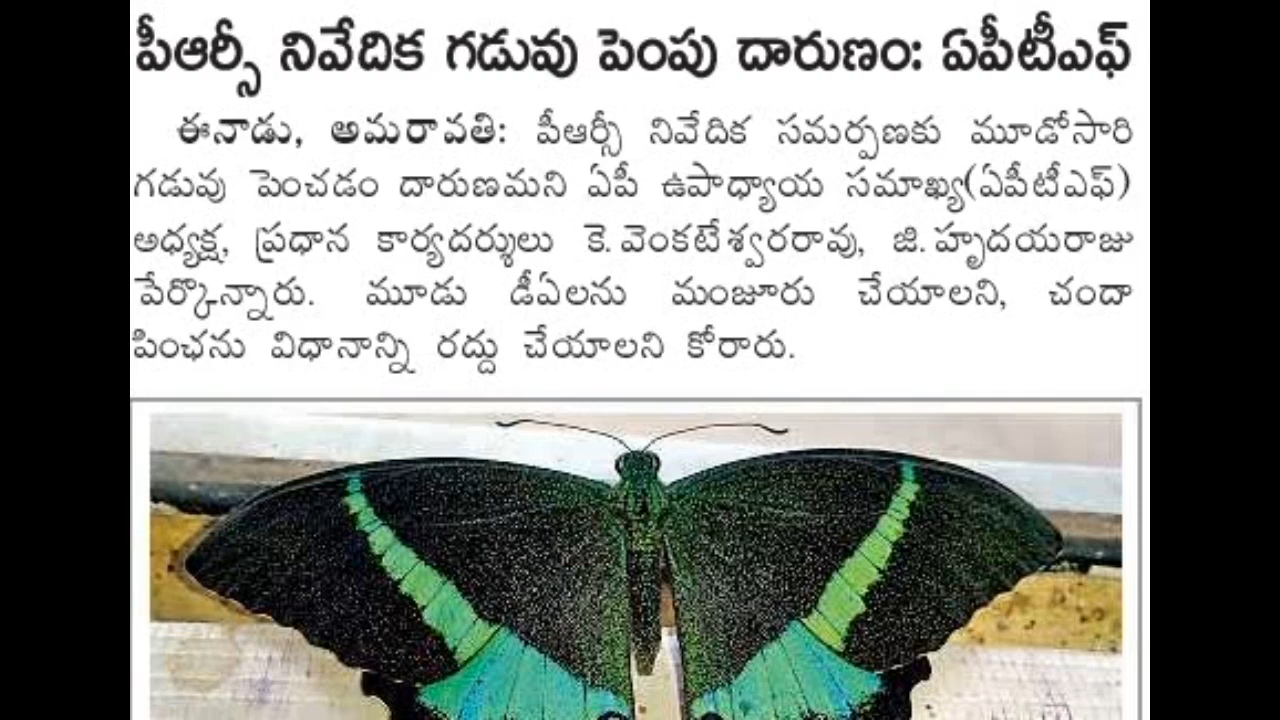 పీఆర్సీ నివేదిక గడువు పెంపు దారుణం: ఏపీటీఎఫ్
ఈనాడు, అమరావతి: పీఆర్సీ నివేదిక సమర్పణకు మూడోసారి
గడువు పెంచడం దారుణమని ఏపీ ఉపాధ్యాయ సమాఖ్య(ఏపీటీఎఫ్)
అధ్యక్ష, ప్రధాన కార్యదర్శులు కె.వెంకటేశ్వరరావు, జి.హృదయరాజు
పేర్కొన్నారు. మూడు డీఏలను మంజూరు చేయాలని, చందా
పింఛను విధానాన్ని రద్దు చేయాలని కోరారు.